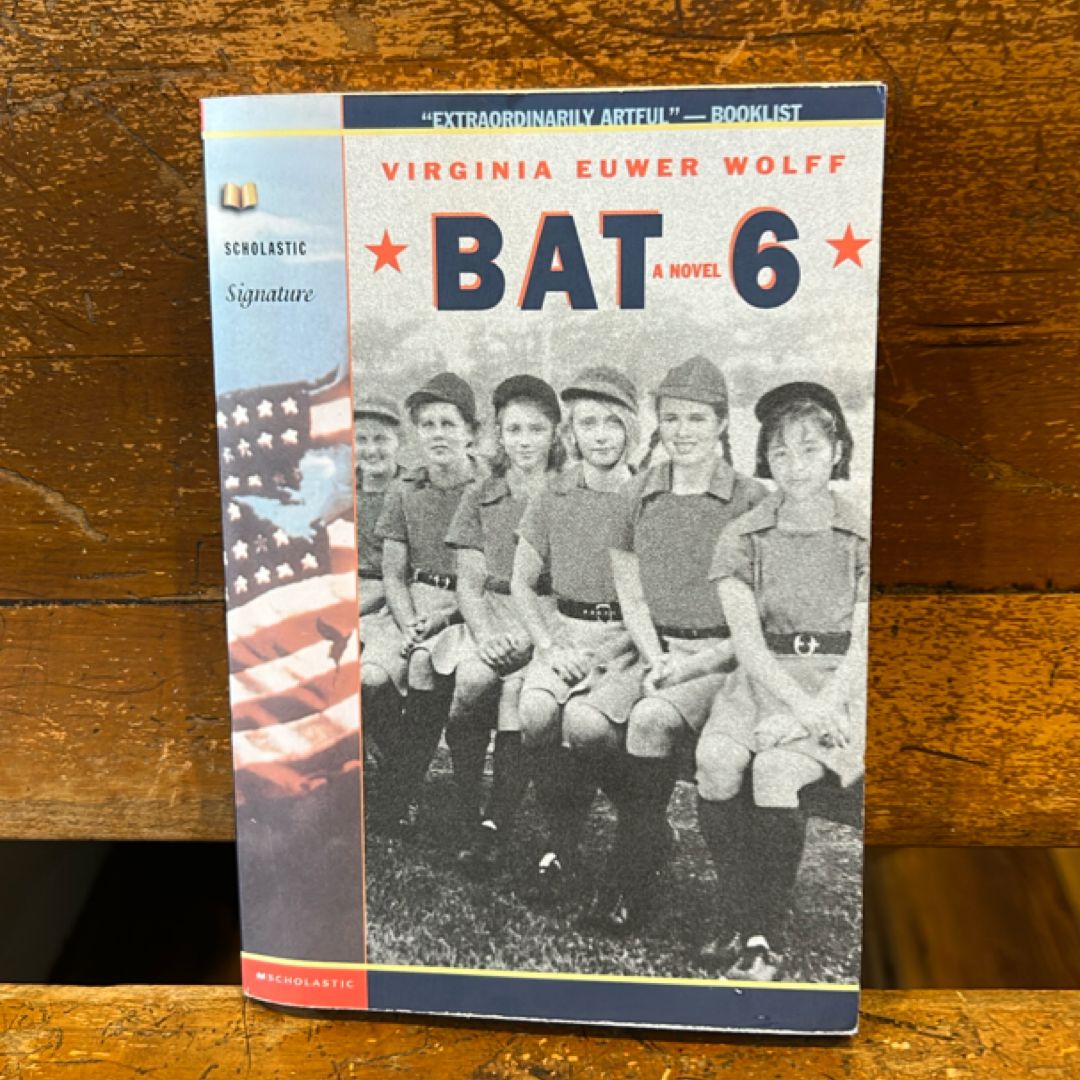 “EXTRAORDINARILY ARTFUL” — BOOKLIST
VIRGINIA EUWER WOLFF
BAT 6
A NOVEL
SCHOLASTIC
Signature
SCHOLASTIC